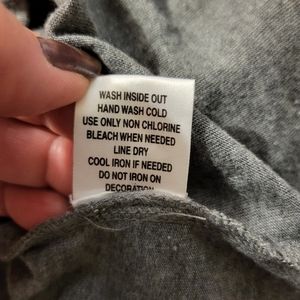 WASH INSIDE OUT
HAND WASH COLD
USE ONLY NON CHLORINE
BLEACH WHEN NEEDED
LINE DRY
COOL IRON IF NEEDED
DO NOT IRON ON
DECORATION